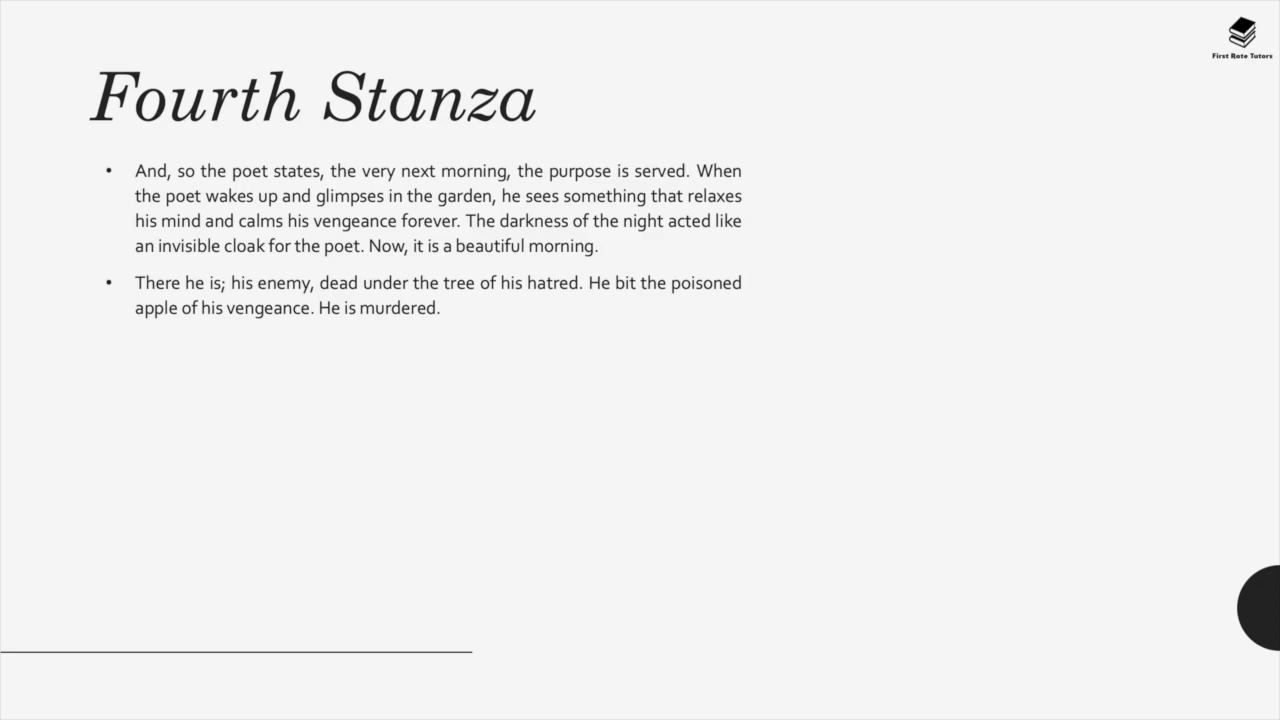 First Rate Tutors
Fourth Stanza
• And, so the poet states, the very next morning, the purpose is served. When
the poet wakes up and glimpses in the garden, he sees something that relaxes
his mind and calms his vengeance forever. The darkness of the night acted like
an invisible cloak for the poet. Now, it is a beautiful morning.
• There he is; his enemy, dead under the tree of his hatred. He bit the poisoned
apple of his vengeance. He is murdered.